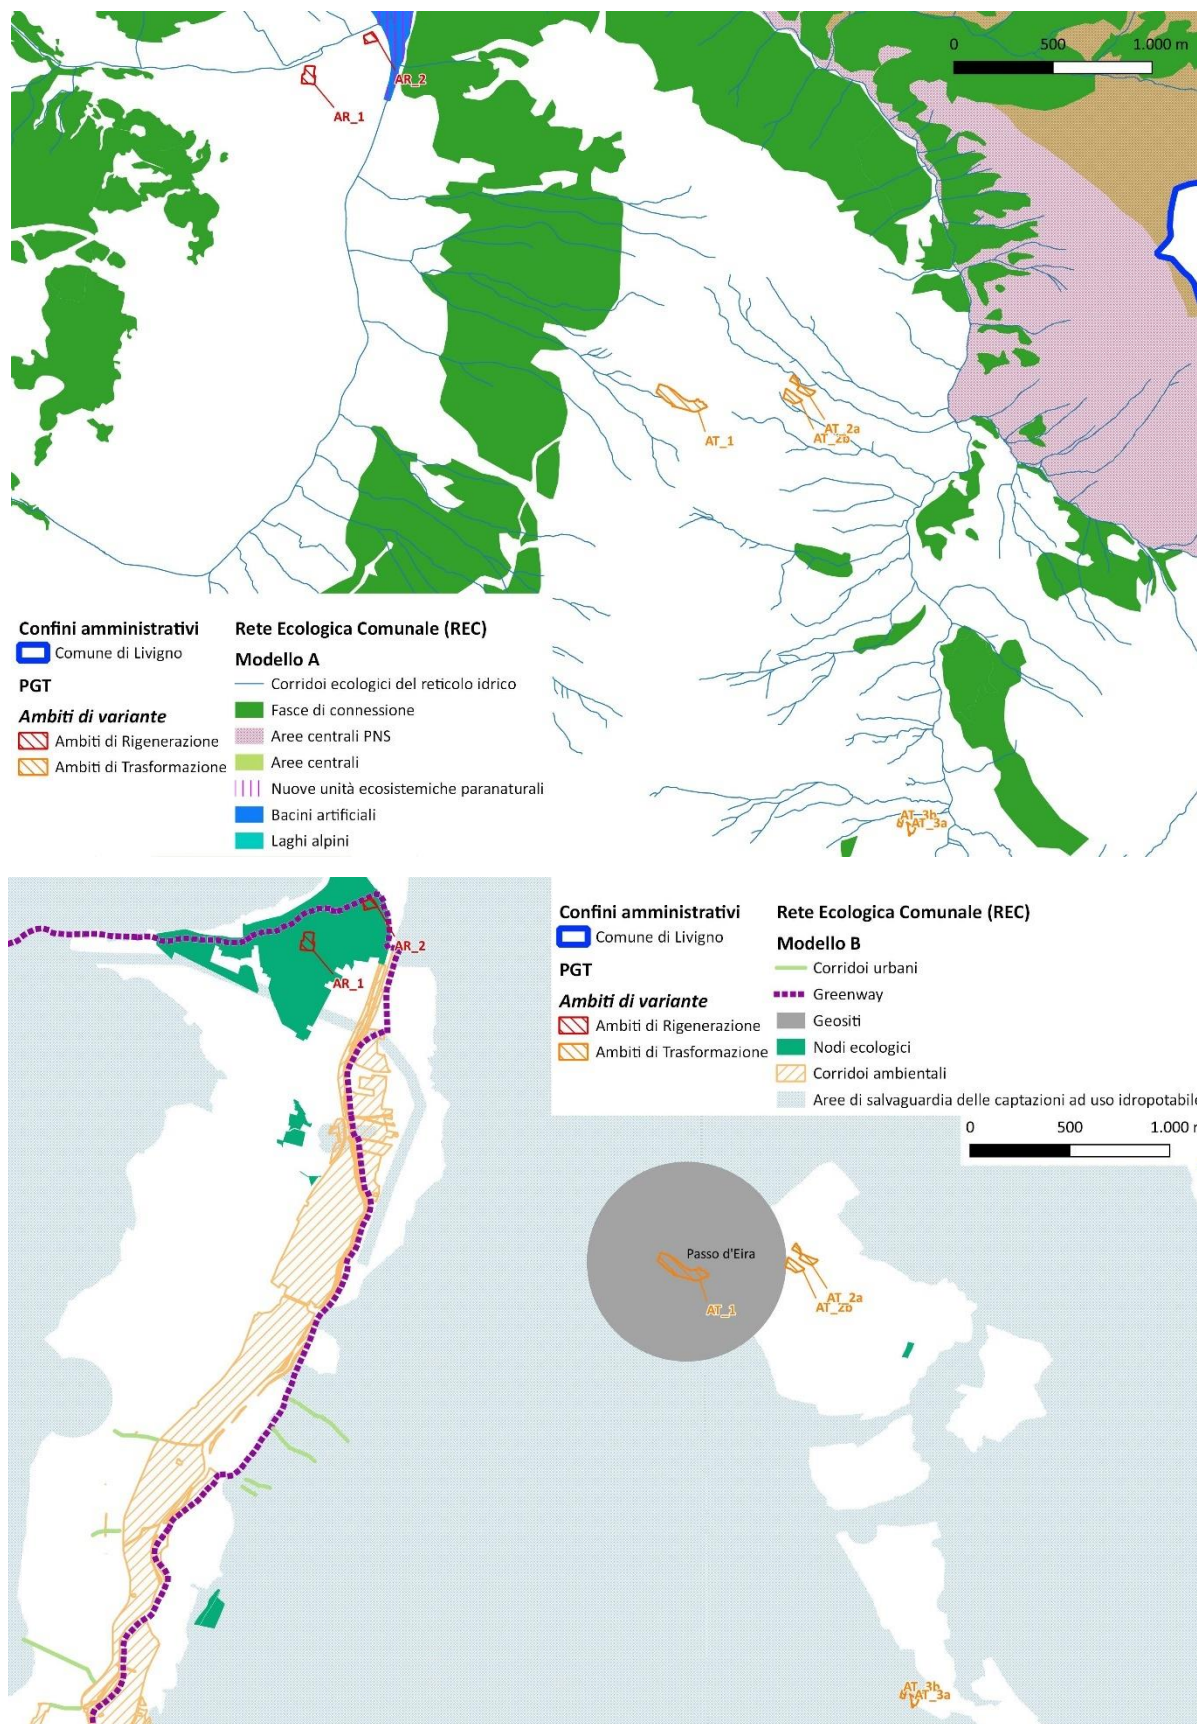 0 500 1.000 m
AR_2
AR_1
AT_2a
AT_2b
AT_1
Confini amministrativi
Comune di Livigno
PGT
Ambiti di variante
Ambiti di Rigenerazione
Ambiti di Trasformazione
Rete Ecologica Comunale (REC)
Modello A
Corridoi ecologici del reticolo idrico
Fasce di connessione
Aree centrali PNS
Aree centrali
Nuove unità ecosistemiche paranaturali
Bacini artificiali
Laghi alpini
AT_3b
AT_3a
AR_2
AR_1
Confini amministrativi
Comune di Livigno
PGT
Ambiti di variante
Ambiti di Rigenerazione
Ambiti di Trasformazione
Rete Ecologica Comunale (REC)
Modello B
Corridoi urbani
Greenway
Geositi
Nodi ecologici
Corridoi ambientali
Aree di salvaguardia delle captazioni ad uso idropotabile
0 500 1.000 m
Passo d'Eira
AT_1
AT_2a
AT_2b
AT_3b
AT_3a